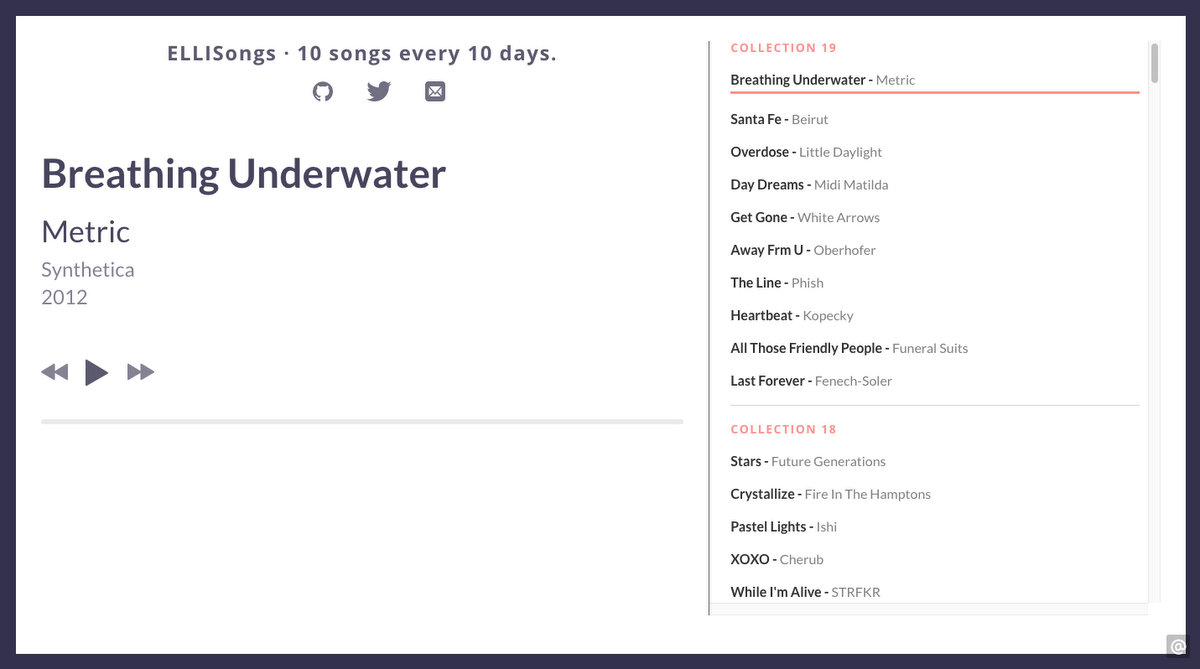 ELLISongs · 10 songs every 10 days.
Breathing Underwater
Metric
Synthetica
2012
COLLECTION 19
Breathing Underwater - Metric
Santa Fe - Beirut
Overdose - Little Daylight
Day Dreams - Midi Matilda
Get Gone - White Arrows
Away Frm U - Oberhofer
The Line - Phish
Heartbeat - Kopecky
All Those Friendly People - Funeral Suits
Last Forever - Fenech-Soler
COLLECTION 18
Stars - Future Generations
Crystallize - Fire In The Hamptons
Pastel Lights - Ishi
XOXO - Cherub
While I'm Alive - STRFKR
@